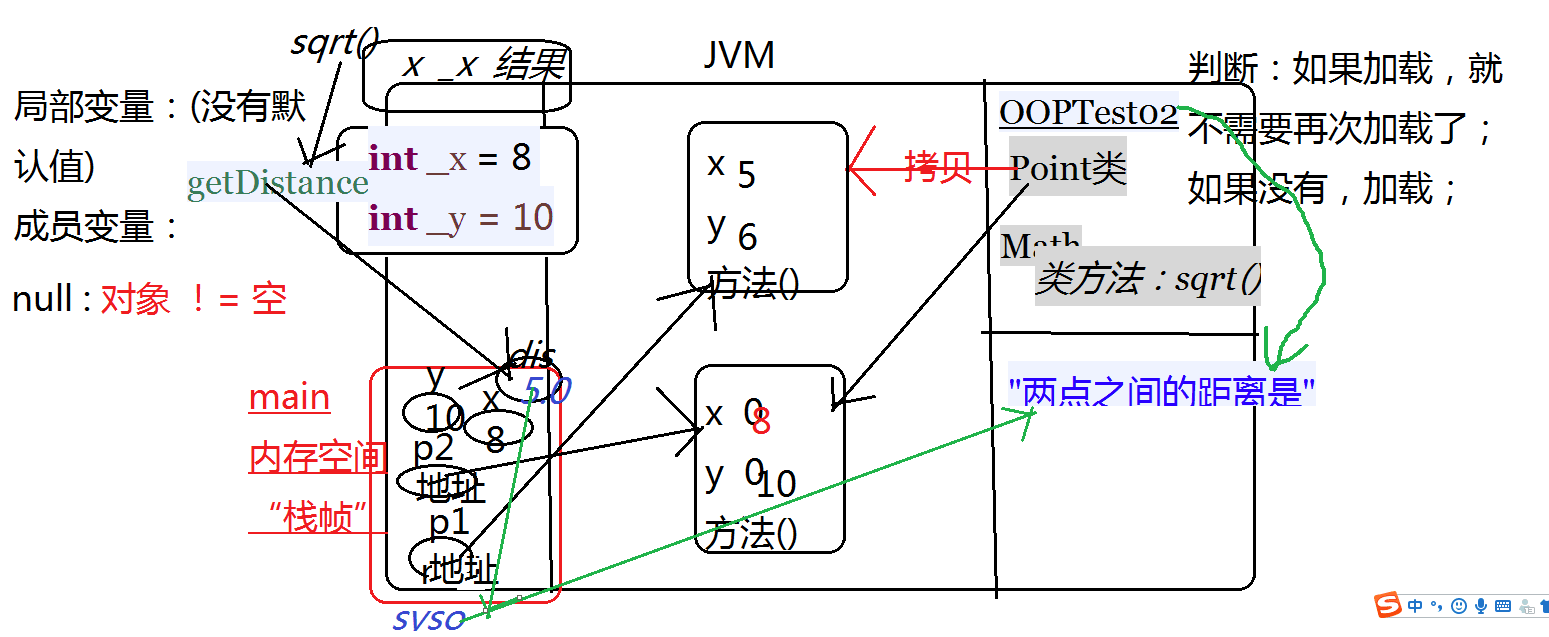 局部变量：(没有默
认值)
成员变量：
null : 对象 ！= 空
sqrt()
x _x 结果
getDistance
int _x = 8
int _y = 10
main
内存空间
“栈帧”
dis
5.0
y
10
x
8
p2
地址
p1
地址
syso
JVM
x 5
y 6
方法()
x 0 8
y 0 10
方法()
拷贝
OOPTest02
Point类
Math
类方法：sqrt()
"两点之间的距离是"
判断：如果加载，就
不需要再次加载了；
如果没有，加载；
S 中